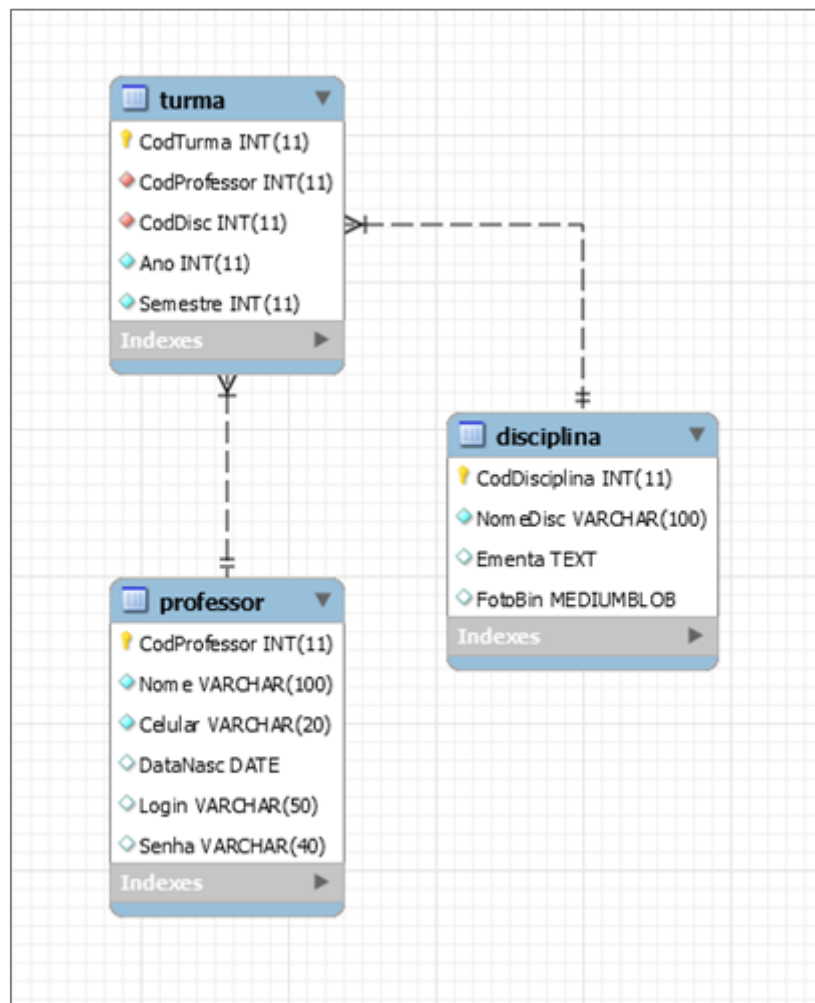 turma
CodTurma INT(11)
CodProfessor INT(11)
CodDisc INT(11)
Ano INT(11)
Semestre INT(11)
Indexes
disciplina
CodDisciplina INT(11)
NomeDisc VARCHAR(100)
Ementa TEXT
FotoBin MEDIUMBLOB
Indexes
professor
CodProfessor INT(11)
Nome VARCHAR(100)
Celular VARCHAR(20)
DataNasc DATE
Login VARCHAR(50)
Senha VARCHAR(40)
Indexes